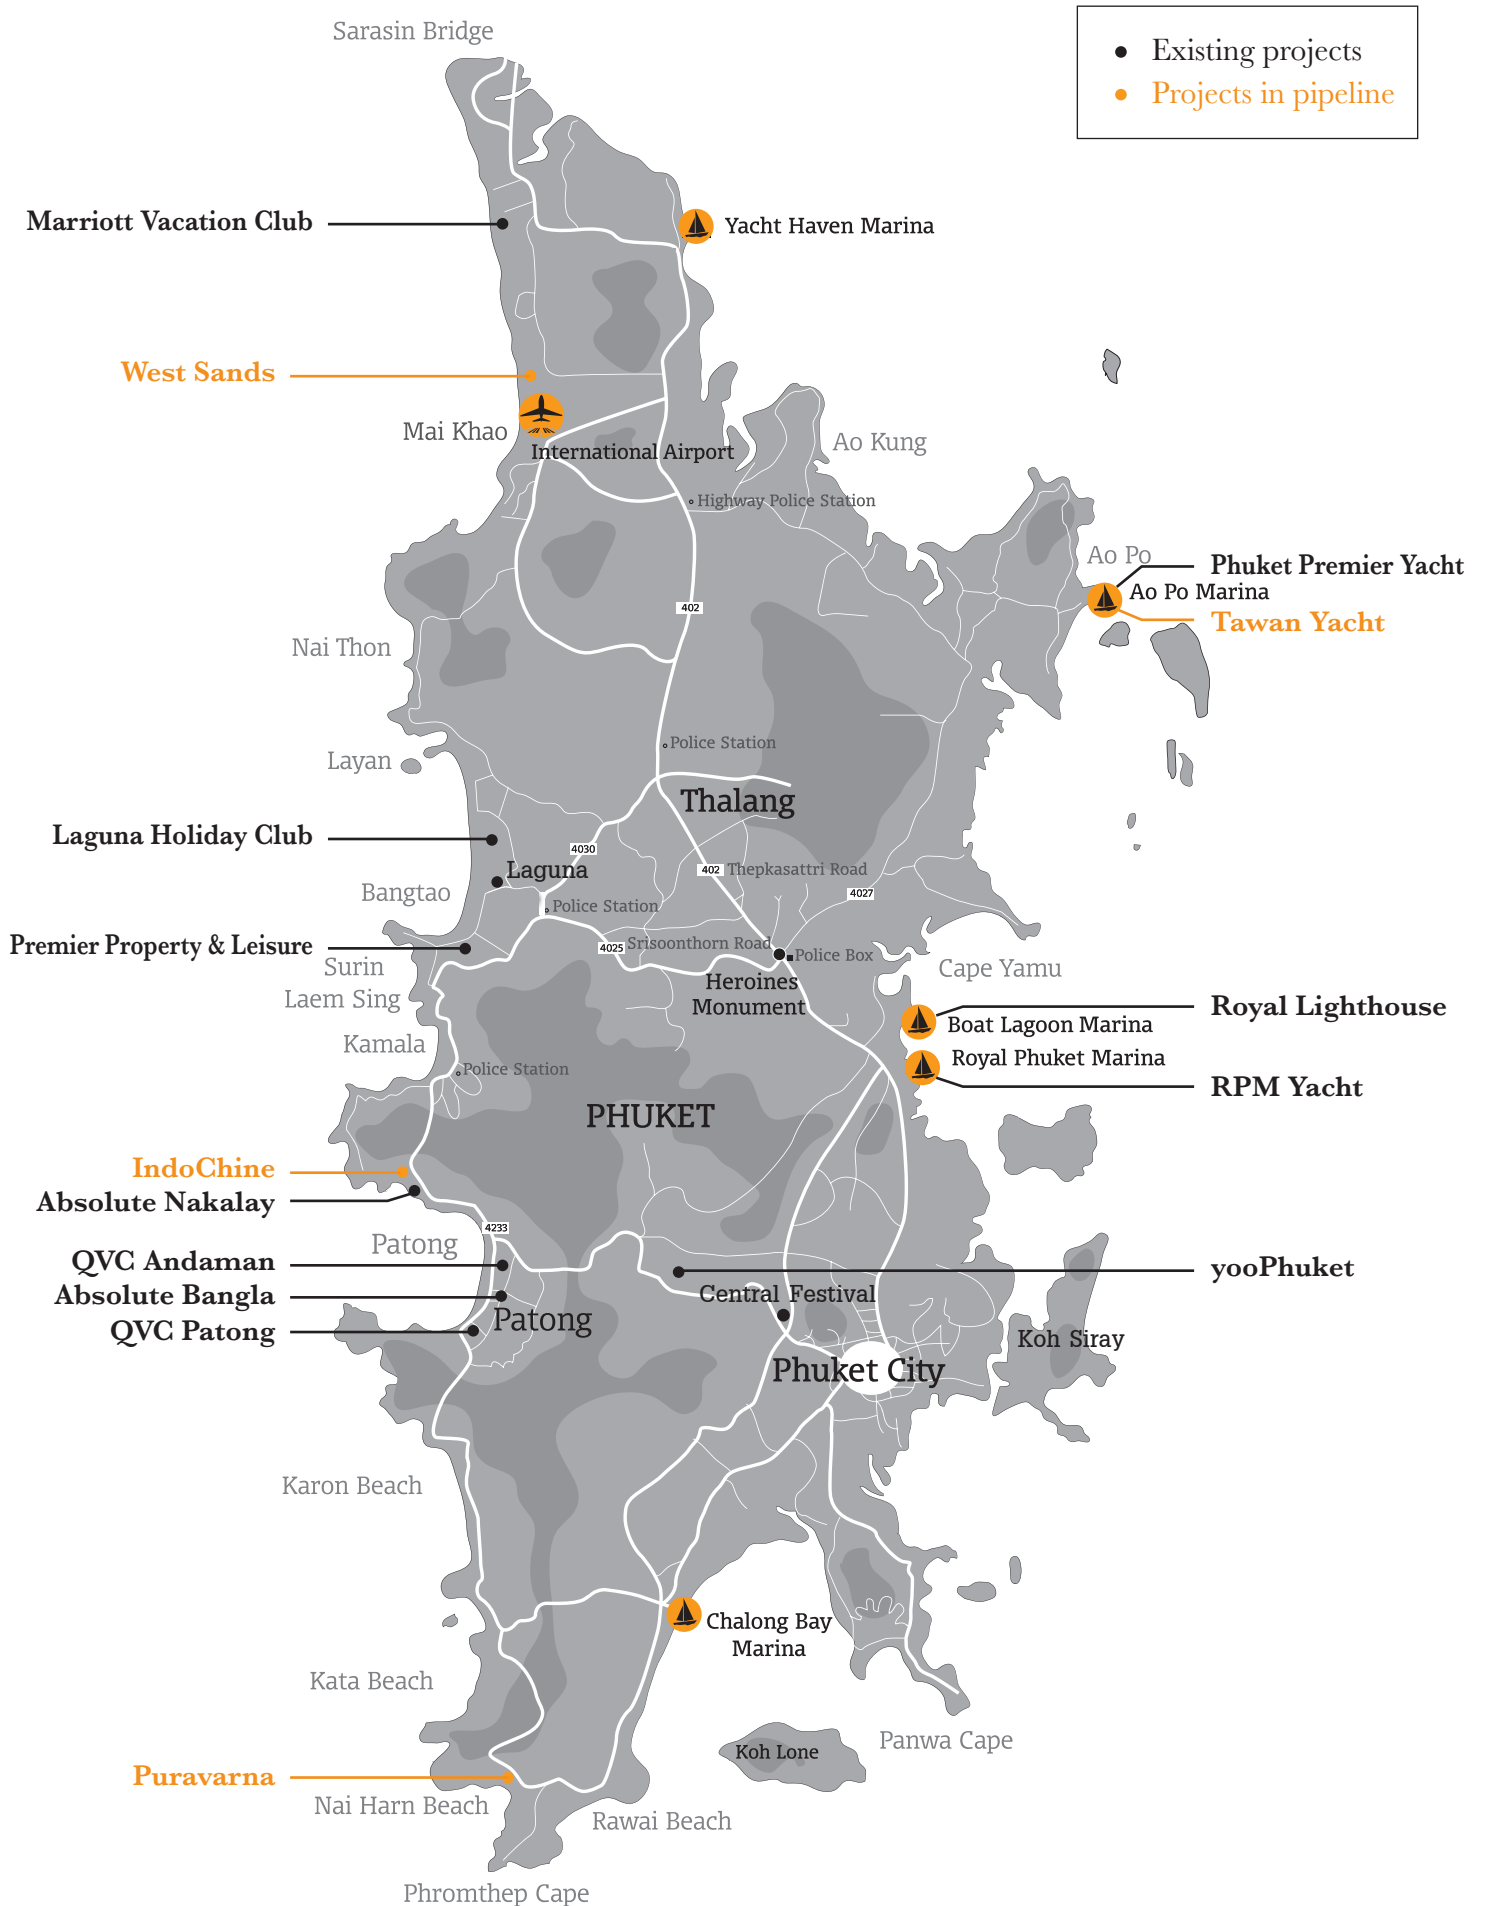 Sarasin Bridge
Existing projects
Projects in pipeline
Marriott Vacation Club
Yacht Haven Marina
West Sands
Mai Khao
International Airport
Ao Kung
Highway Police Station
Ao Po
Phuket Premier Yacht
Ao Po Marina
Tawan Yacht
402
Nai Thon
Police Station
Layan
Thalang
Laguna Holiday Club
4030
402
Thepkasattri Road
Laguna
Bangtao
4027
Police Station
Premier Property & Leisure
4025
Srisoonthorn Road
Police Box
Surin
Cape Yamu
Heroines
Monument
Laem Sing
Royal Lighthouse
Boat Lagoon Marina
Kamala
Royal Phuket Marina
Police Station
RPM Yacht
PHUKET
IndoChine
Absolute Nakalay
4233
Patong
QVC Andaman
yooPhuket
Absolute Bangla
Central Festival
Patong
QVC Patong
Koh Siray
Phuket City
Karon Beach
Chalong Bay
Marina
Kata Beach
Panwa Cape
Koh Lone
Puravarna
Nai Harn Beach
Rawai Beach
Phromthep Cape